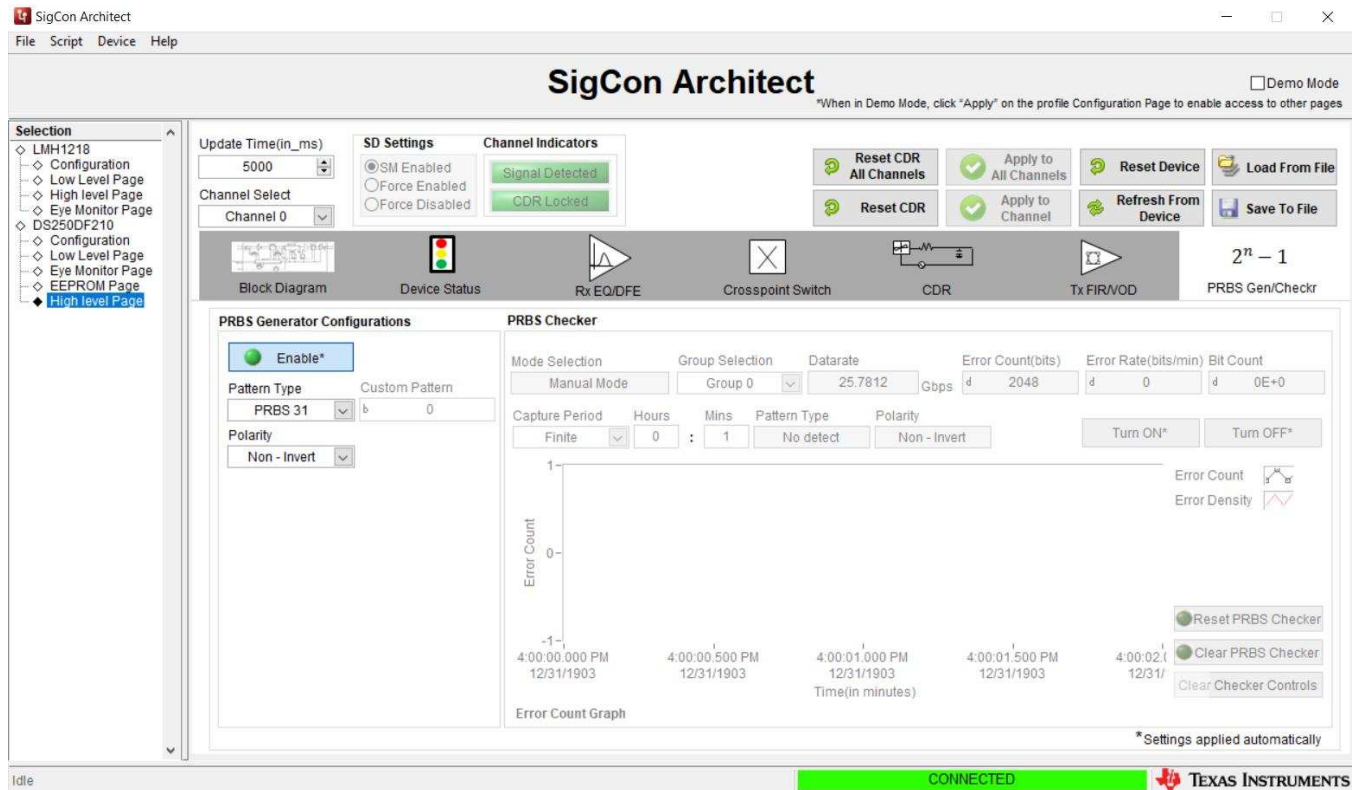 SigCon Architect
File Script Device Help
SigCon Architect
Demo Mode
*When in Demo Mode, click "Apply" on the profile Configuration Page to enable access to other pages
Selection
LMH1218
Configuration
Low Level Page
High level Page
Eye Monitor Page
DS250DF210
Configuration
Low Level Page
Eye Monitor Page
EEPROM Page
High level Page
Update Time(in_ms)
5000
Channel Select
Channel 0
SD Settings
SM Enabled
Force Enabled
Force Disabled
Channel Indicators
Signal Detected
CDR Locked
Reset CDR
All Channels
Apply to
All Channels
Reset Device
Load From File
Reset CDR
Apply to
Channel
Refresh From
Device
Save To File
Block Diagram
Device Status
Rx EQ/DFE
Crosspoint Switch
CDR
Tx FIR/VOD
2ⁿ − 1
PRBS Gen/Checkr
PRBS Generator Configurations
Enable*
Pattern Type
PRBS 31
Custom Pattern
b 0
Polarity
Non - Invert
PRBS Checker
Mode Selection
Manual Mode
Group Selection
Group 0
Datarate
25.7812 Gbps
Error Count(bits)
d 2048
Error Rate(bits/min)
d 0
Bit Count
d 0E+0
Capture Period
Finite
Hours
0
:
Mins
1
Pattern Type
No detect
Polarity
Non - Invert
Turn ON*
Turn OFF*
Error Count
Error Density
Error Count
1
0
-1
4:00:00.000 PM
12/31/1903
4:00:00.500 PM
12/31/1903
4:00:01.000 PM
12/31/1903
4:00:01.500 PM
12/31/1903
4:00:02.(
12/31/
Time(in minutes)
Reset PRBS Checker
Clear PRBS Checker
Clear Checker Controls
Error Count Graph
*Settings applied automatically
Idle
CONNECTED
TEXAS INSTRUMENTS